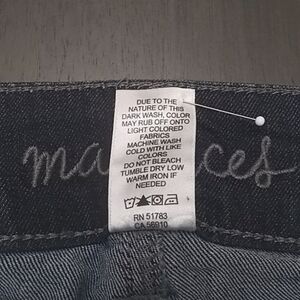 DUE TO THE
NATURE OF THIS
DARK WASH, COLOR
MAY RUB OFF ONTO
LIGHT COLORED
FABRICS
MACHINE WASH
COLD WITH LIKE
COLORS
DO NOT BLEACH
TUMBLE DRY LOW
WARM IRON IF
NEEDED
RN 51783
CA 56910